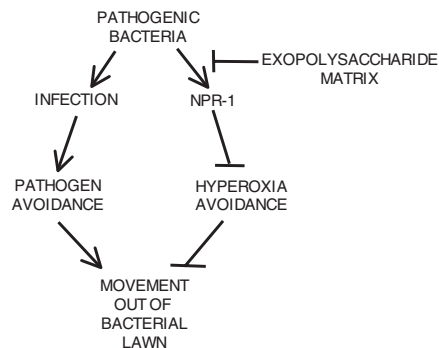 PATHOGENIC
BACTERIA
EXOPOLYSACCHARIDE
MATRIX
INFECTION
NPR-1
PATHOGEN
AVOIDANCE
HYPEROXIA
AVOIDANCE
MOVEMENT
OUT OF
BACTERIAL
LAWN